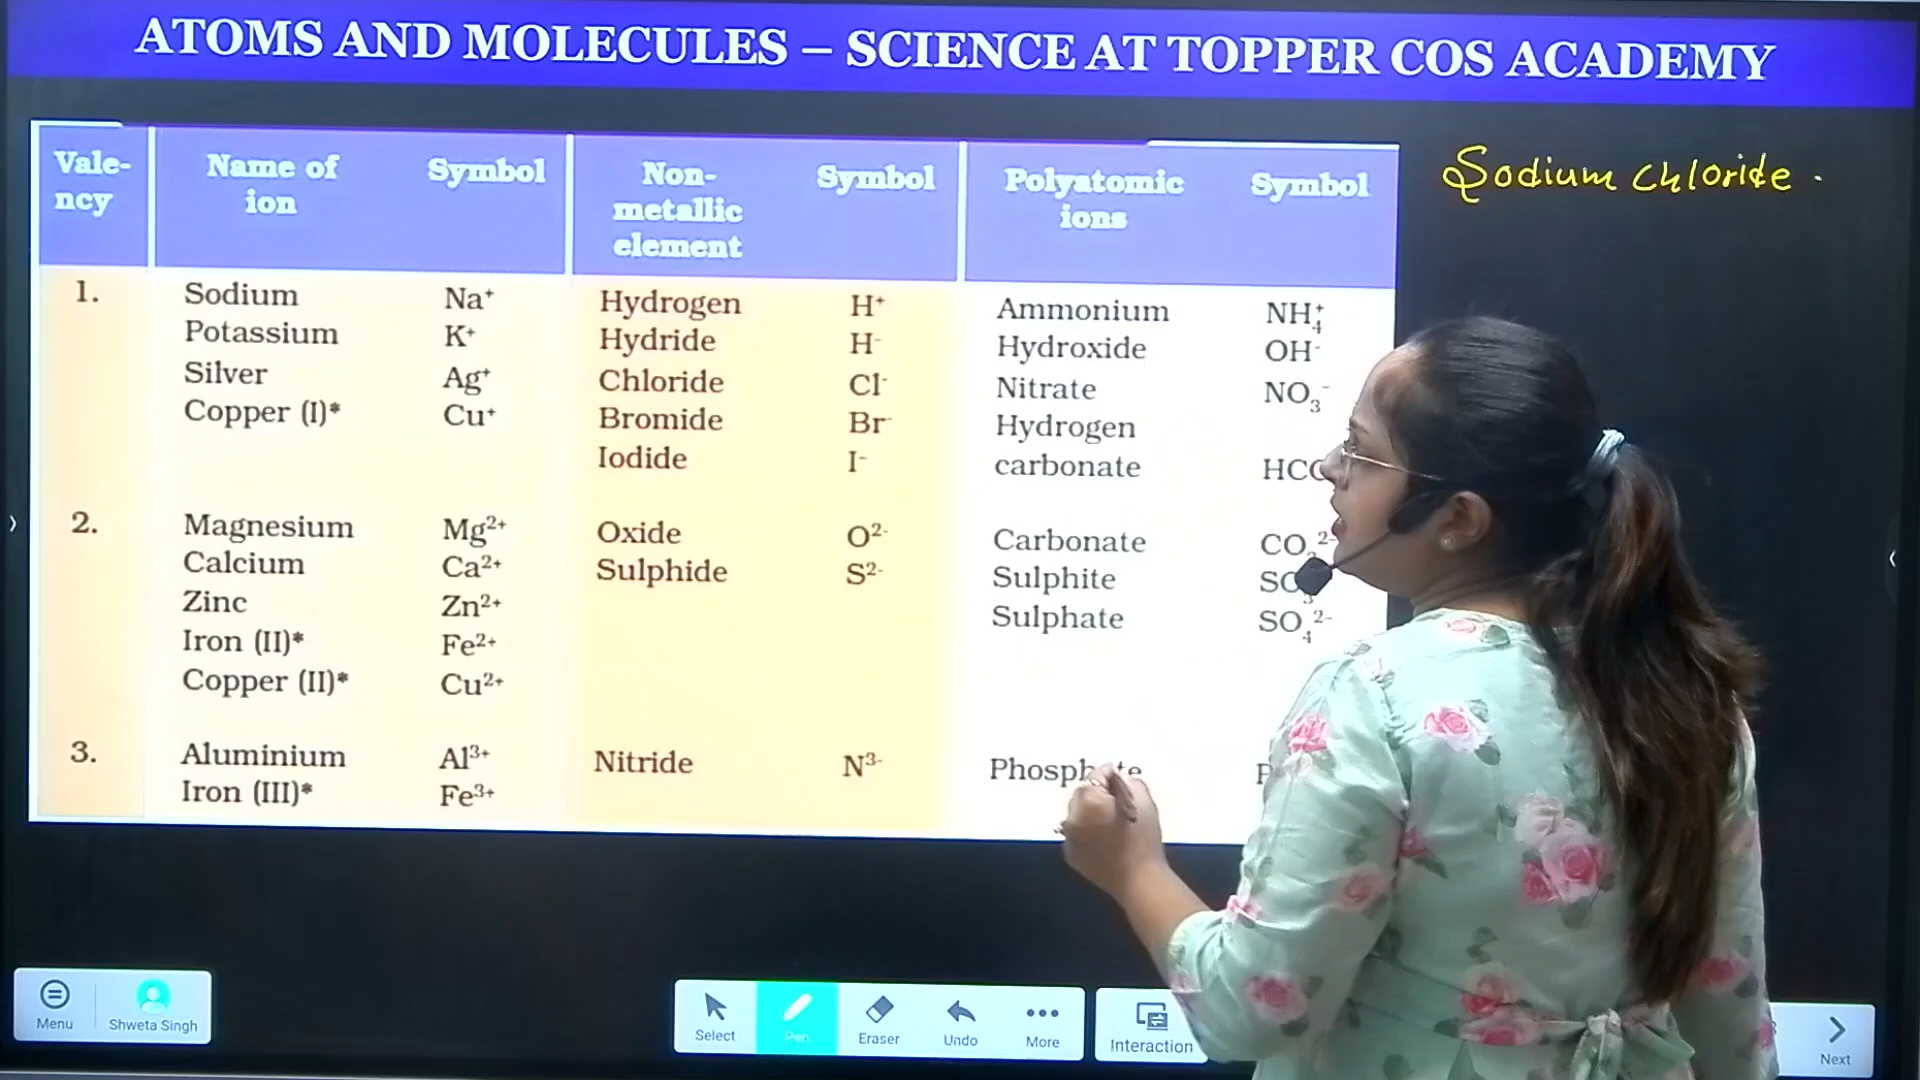 ATOMS AND MOLECULES – SCIENCE AT TOPPER COS ACADEMY
Sodium chloride .
Vale-
ncy
Name of
ion
Symbol
Non-
metallic
element
Symbol
Polyatomic
ions
Symbol
1.
Sodium Na⁺ Hydrogen H⁺ Ammonium NH₄⁺
Potassium K⁺ Hydride H⁻ Hydroxide OH⁻
Silver Ag⁺ Chloride Cl⁻ Nitrate NO₃⁻
Copper (I)* Cu⁺ Bromide Br⁻ Hydrogen
Iodide I⁻ carbonate
2.
Magnesium Mg²⁺ Oxide O²⁻ Carbonate CO₃²⁻
Calcium Ca²⁺ Sulphide S²⁻ Sulphite
Zinc Zn²⁺ Sulphate SO₄²⁻
Iron (II)* Fe²⁺
Copper (II)* Cu²⁺
3.
Aluminium Al³⁺ Nitride N³⁻
Iron (III)* Fe³⁺
Menu
Shweta Singh
Select
Pen
Eraser
Undo
More
Interaction
Next